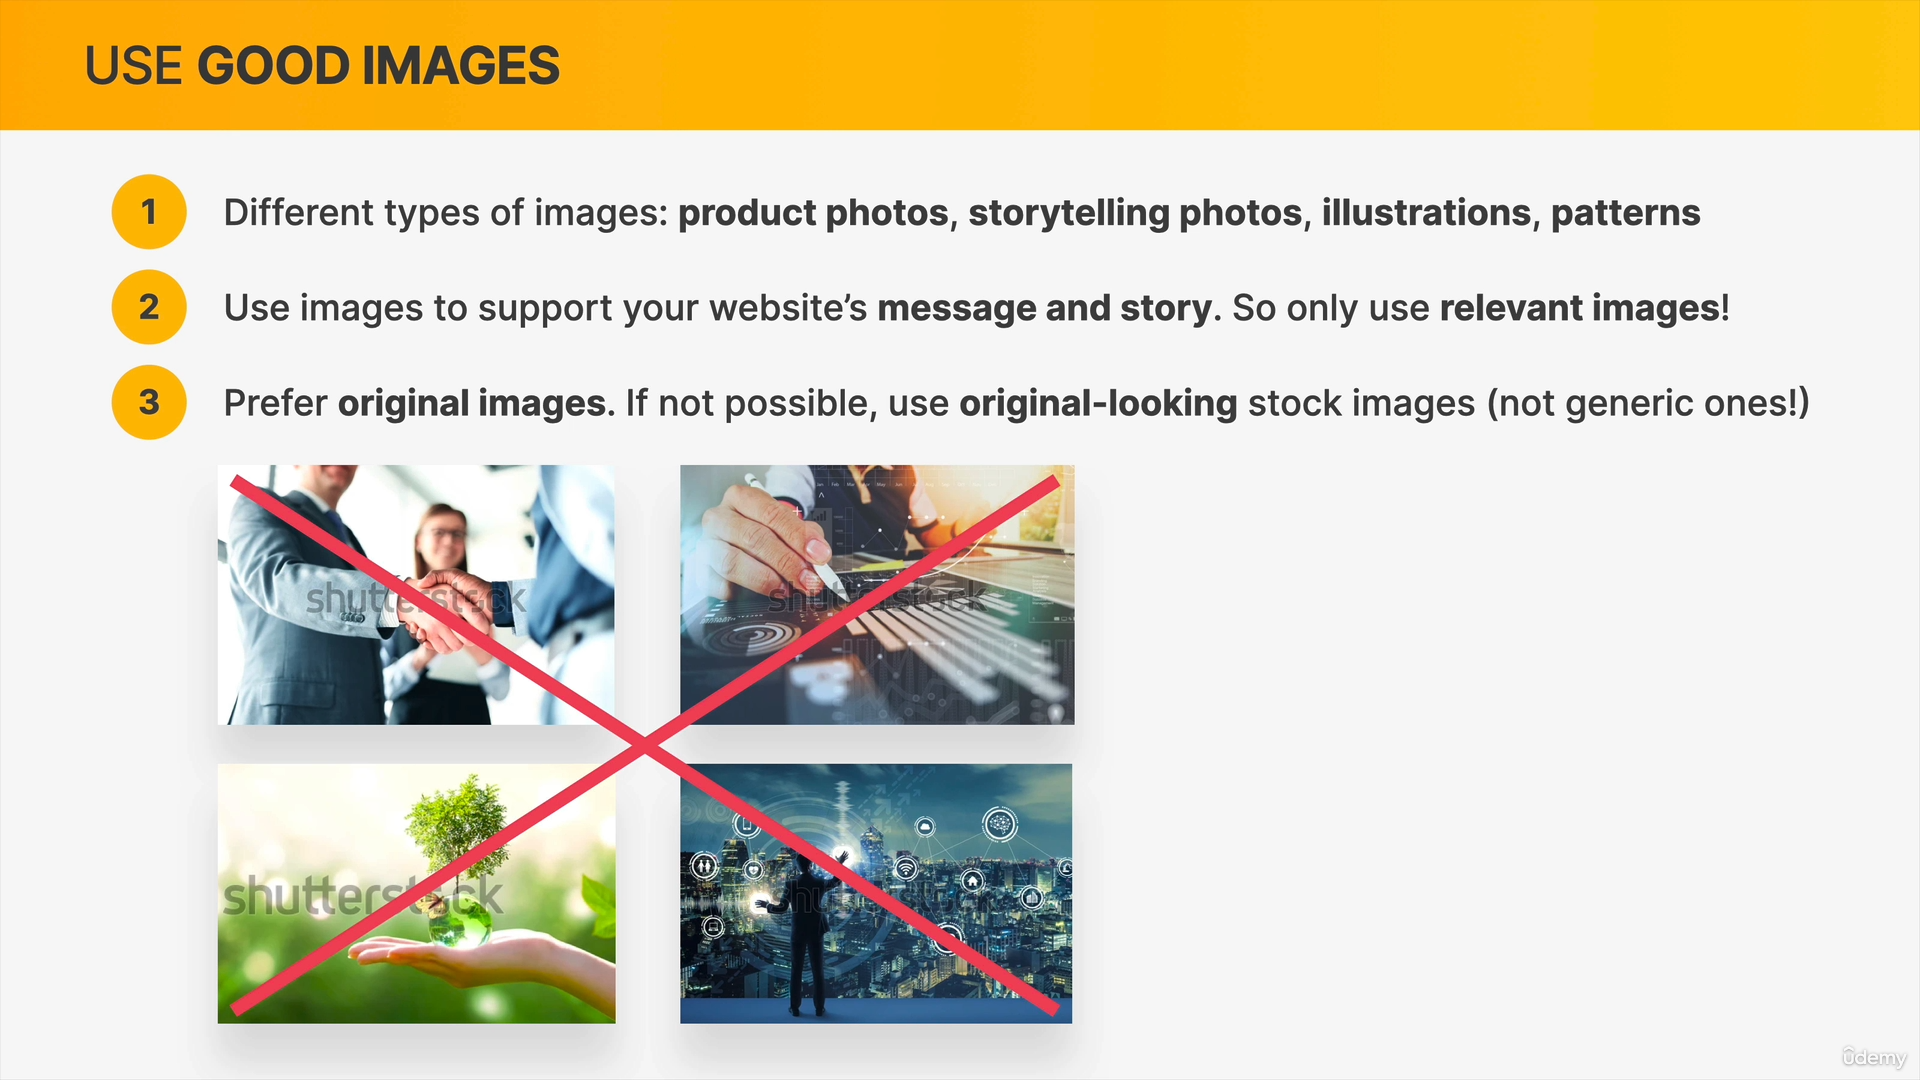 USE GOOD IMAGES
1 Different types of images: product photos, storytelling photos, illustrations, patterns
2 Use images to support your website’s message and story. So only use relevant images!
3 Prefer original images. If not possible, use original-looking stock images (not generic ones!)
shutterstock
shutterstock
shutterstock
shutterstock
ûdemy